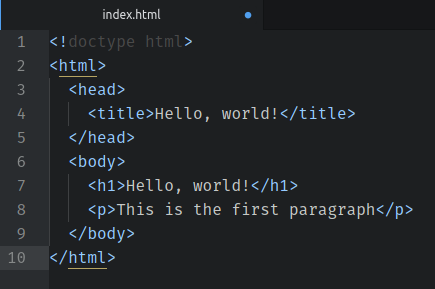 index.html
1 <!doctype html>
2 <html>
3   <head>
4     <title>Hello, world!</title>
5   </head>
6   <body>
7     <h1>Hello, world!</h1>
8     <p>This is the first paragraph</p>
9   </body>
10 </html>